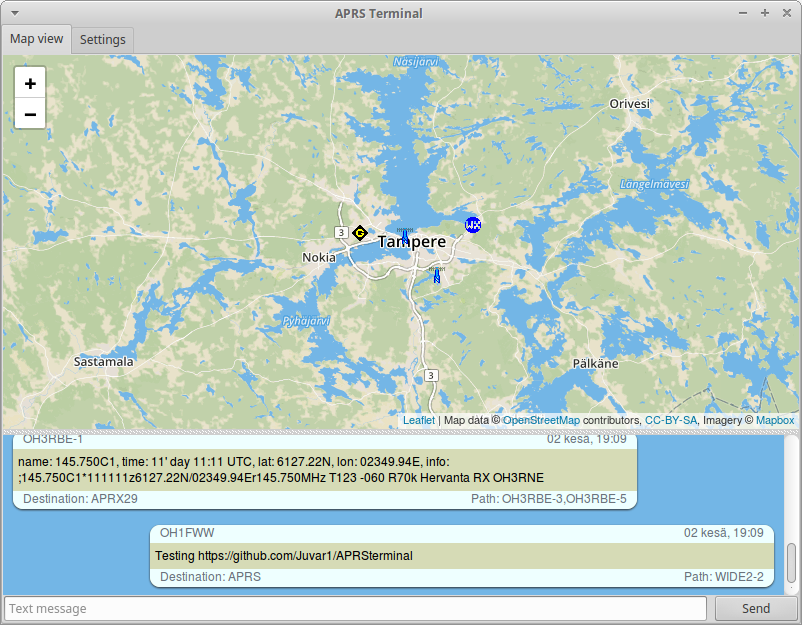 APRS Terminal
Map view
Settings
+
−
Näsijärvi
Orivesi
Längelmävesi
WX
G
3
Tampere
Nokia
Pyhäjärvi
Sastamala
Pälkäne
3
Leaflet | Map data © OpenStreetMap contributors, CC-BY-SA, Imagery © Mapbox
OH3RBE-1 02 kesä, 19:09
name: 145.750C1, time: 11' day 11:11 UTC, lat: 6127.22N, lon: 02349.94E, info:
;145.750C1*111111z6127.22N/02349.94Er145.750MHz T123 -060 R70k Hervanta RX OH3RNE
Destination: APRX29 Path: OH3RBE-3,OH3RBE-5
OH1FWW 02 kesä, 19:09
Testing https://github.com/Juvar1/APRSterminal
Destination: APRS Path: WIDE2-2
Text message
Send